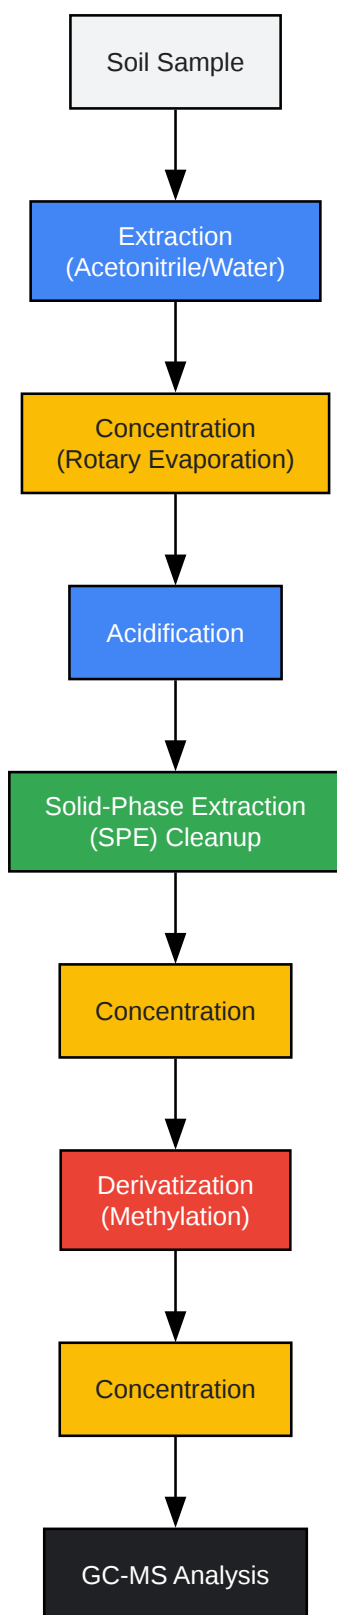 Soil Sample
Extraction
(Acetonitrile/Water)
Concentration
(Rotary Evaporation)
Acidification
Solid-Phase Extraction
(SPE) Cleanup
Concentration
Derivatization
(Methylation)
Concentration
GC-MS Analysis